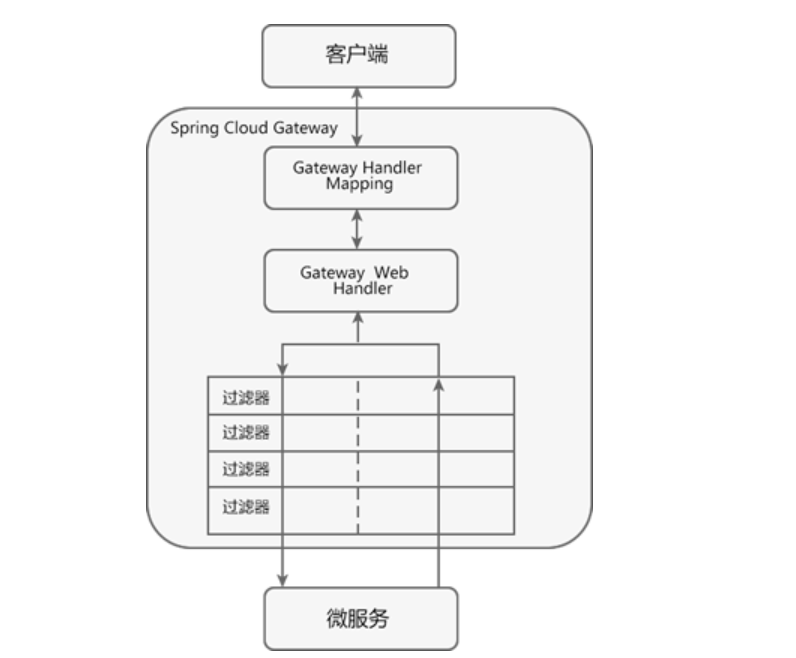 客户端
Spring Cloud Gateway
Gateway Handler
Mapping
Gateway Web
Handler
过滤器
过滤器
过滤器
过滤器
微服务